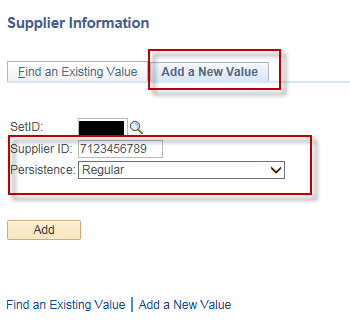 Supplier Information
Find an Existing Value Add a New Value
SetID:
Supplier ID: 7123456789
Persistence: Regular
Add
Find an Existing Value | Add a New Value